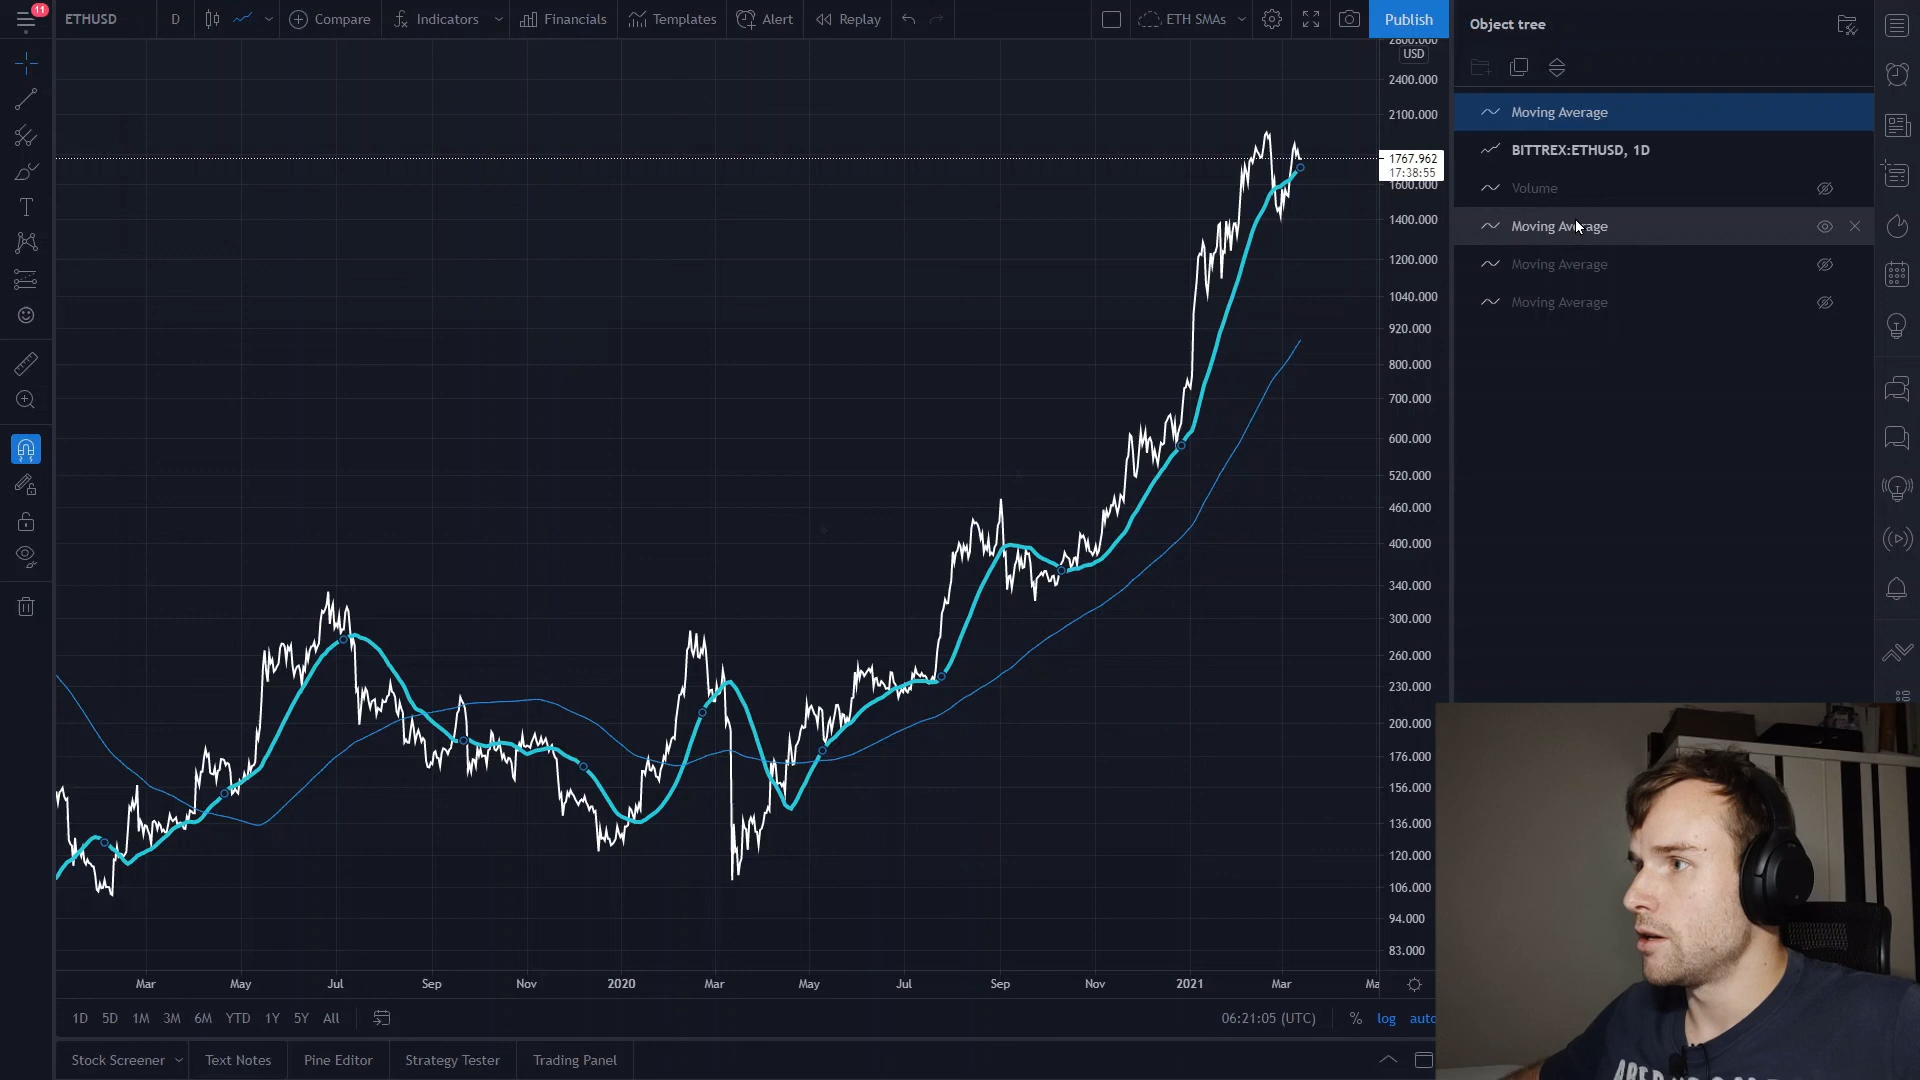 11
ETHUSD
D
Compare
Indicators
Financials
Templates
Alert
Replay
ETH SMAs
Publish
Object tree
2800.000
USD
2400.000
2100.000
1767.962
17:38:55
1600.000
1400.000
1200.000
1040.000
920.000
800.000
700.000
600.000
520.000
460.000
400.000
340.000
300.000
260.000
230.000
200.000
176.000
156.000
136.000
120.000
106.000
94.000
83.000
Moving Average
BITTREX:ETHUSD, 1D
Volume
Moving Average
Moving Average
Moving Average
Mar May Jul Sep Nov 2020 Mar May Jul Sep Nov 2021 Mar Ma
1D 5D 1M 3M 6M YTD 1Y 5Y All
06:21:05 (UTC) % log auto
Stock Screener Text Notes Pine Editor Strategy Tester Trading Panel